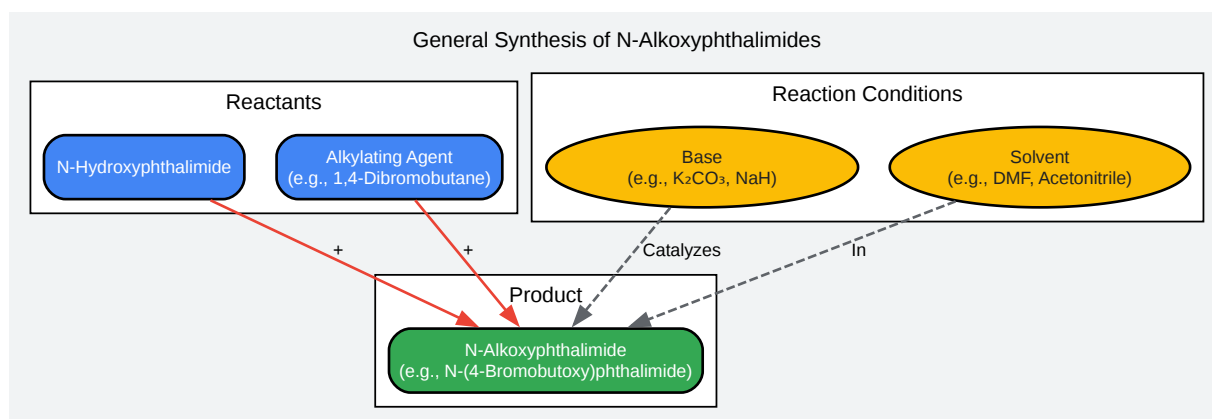 General Synthesis of N-Alkoxyphthalimides
Reactants
Reaction Conditions
N-Hydroxyphthalimide
Alkylating Agent
(e.g., 1,4-Dibromobutane)
Base
(e.g., K₂CO₃, NaH)
Solvent
(e.g., DMF, Acetonitrile)
+
+
Catalyzes
In
Product
N-Alkoxyphthalimide
(e.g., N-(4-Bromobutoxy)phthalimide)